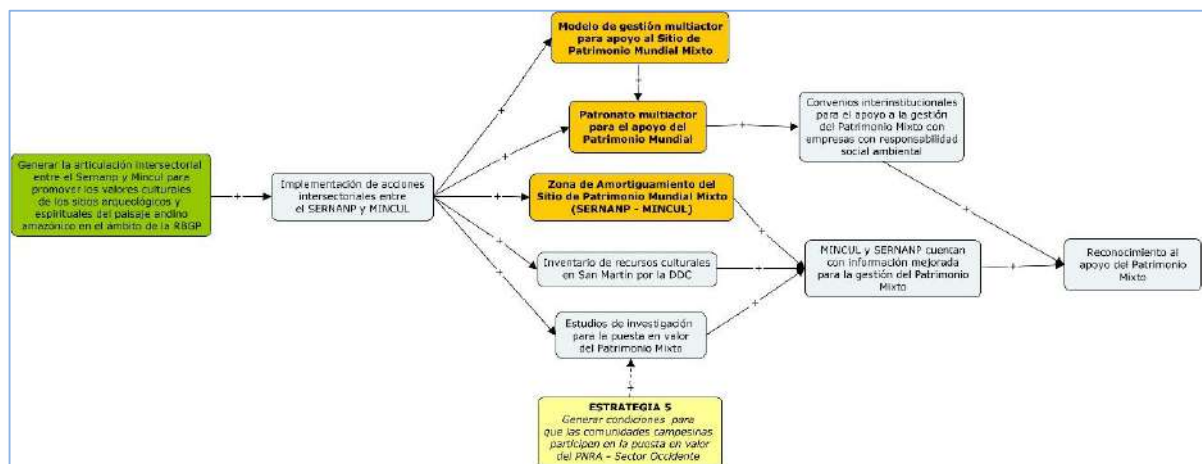 Modelo de gestión multiactor
para apoyo al Sitio de
Patrimonio Mundial Mixto
Patronato multiactor
para el apoyo del
Patrimonio Mundial
Convenios interinstitucionales
para el apoyo a la gestión
del Patrimonio Mixto con
empresas con responsabilidad
social ambiental
Generar la articulación intersectorial
entre el Sernanp y Mincul para
promover los valores culturales
de los sitios arqueológicos y
espirituales del paisaje andino
amazónico en el ámbito de la RBGP
Implementación de acciones
intersectoriales entre
el SERNANP y MINCUL
Zona de Amortiguamiento del
Sitio de Patrimonio Mundial Mixto
(SERNANP - MINCUL)
Inventario de recursos culturales
en San Martín por la DDC
MINCUL y SERNANP cuentan
con información mejorada
para la gestión del Patrimonio
Mixto
Reconocimiento al
apoyo del Patrimonio
Mixto
Estudios de investigación
para la puesta en valor
del Patrimonio Mixto
ESTRATEGIA 5
Generar condiciones para
que las comunidades campesinas
participen en la puesta en valor
del PNRA - Sector Occidente